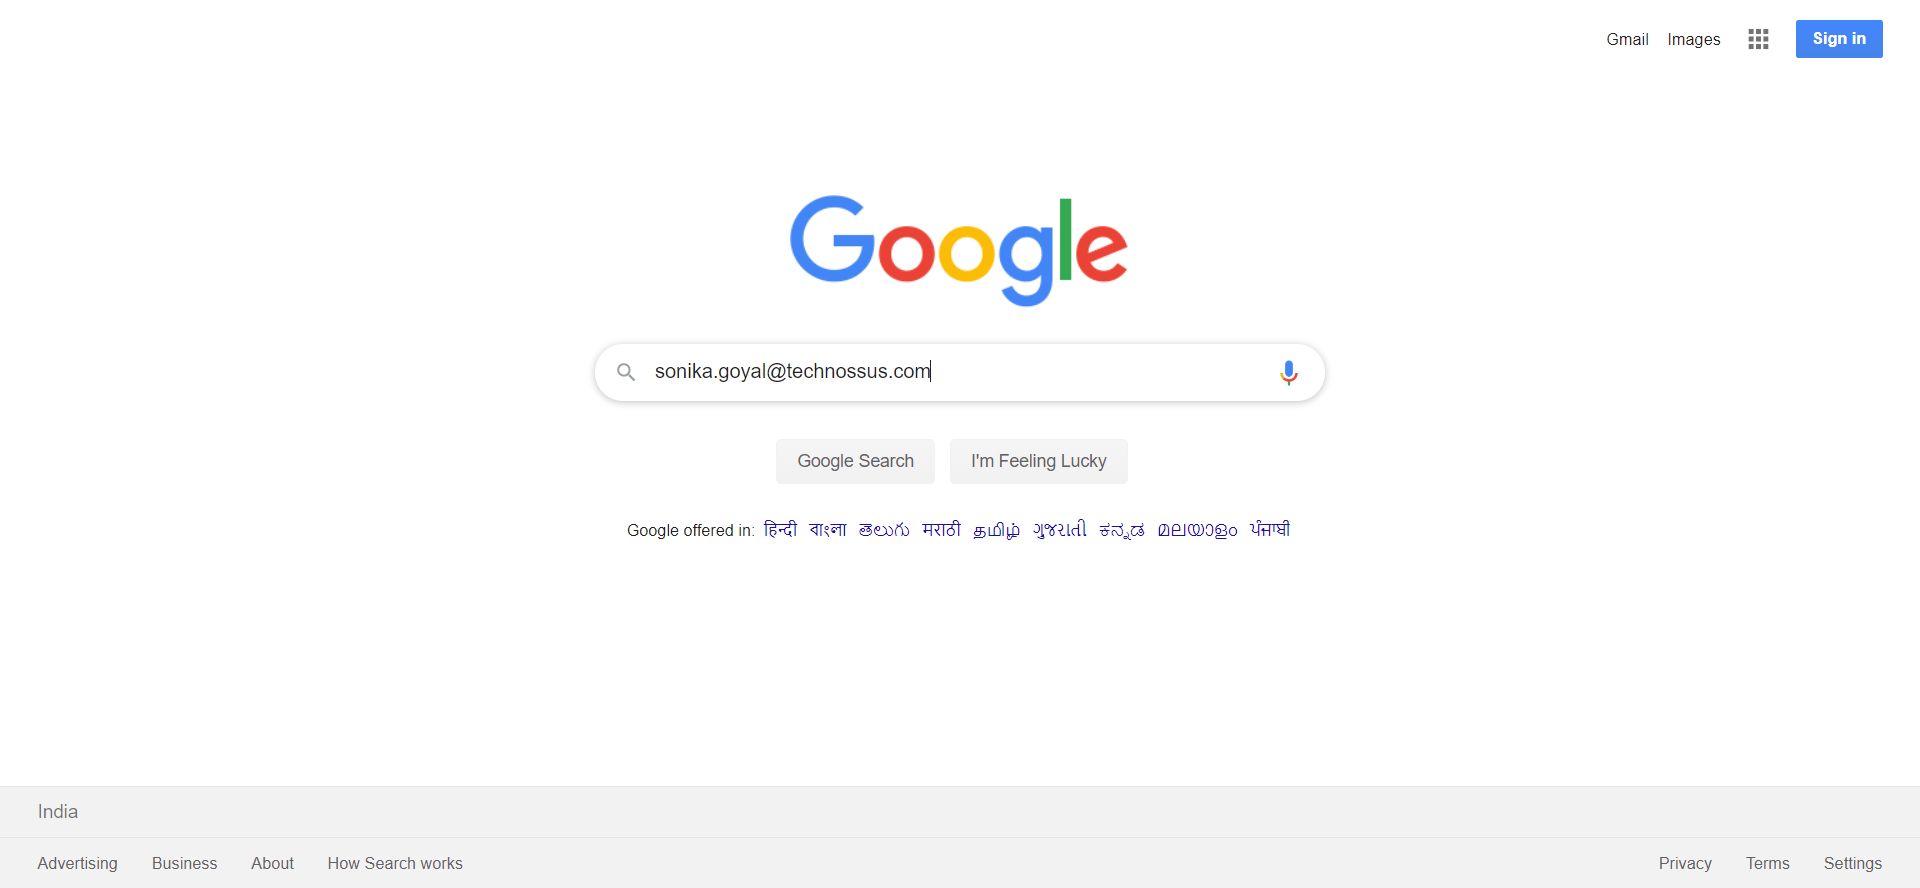 Gmail Images Sign in
Google
sonika.goyal@technossus.com
Google Search I'm Feeling Lucky
Google offered in: हिन्दी বাংলা తెలుగు मराठी தமிழ் ગુજરાતી ಕನ್ನಡ മലയാളം ਪੰਜਾਬੀ
India
Advertising Business About How Search works Privacy Terms Settings